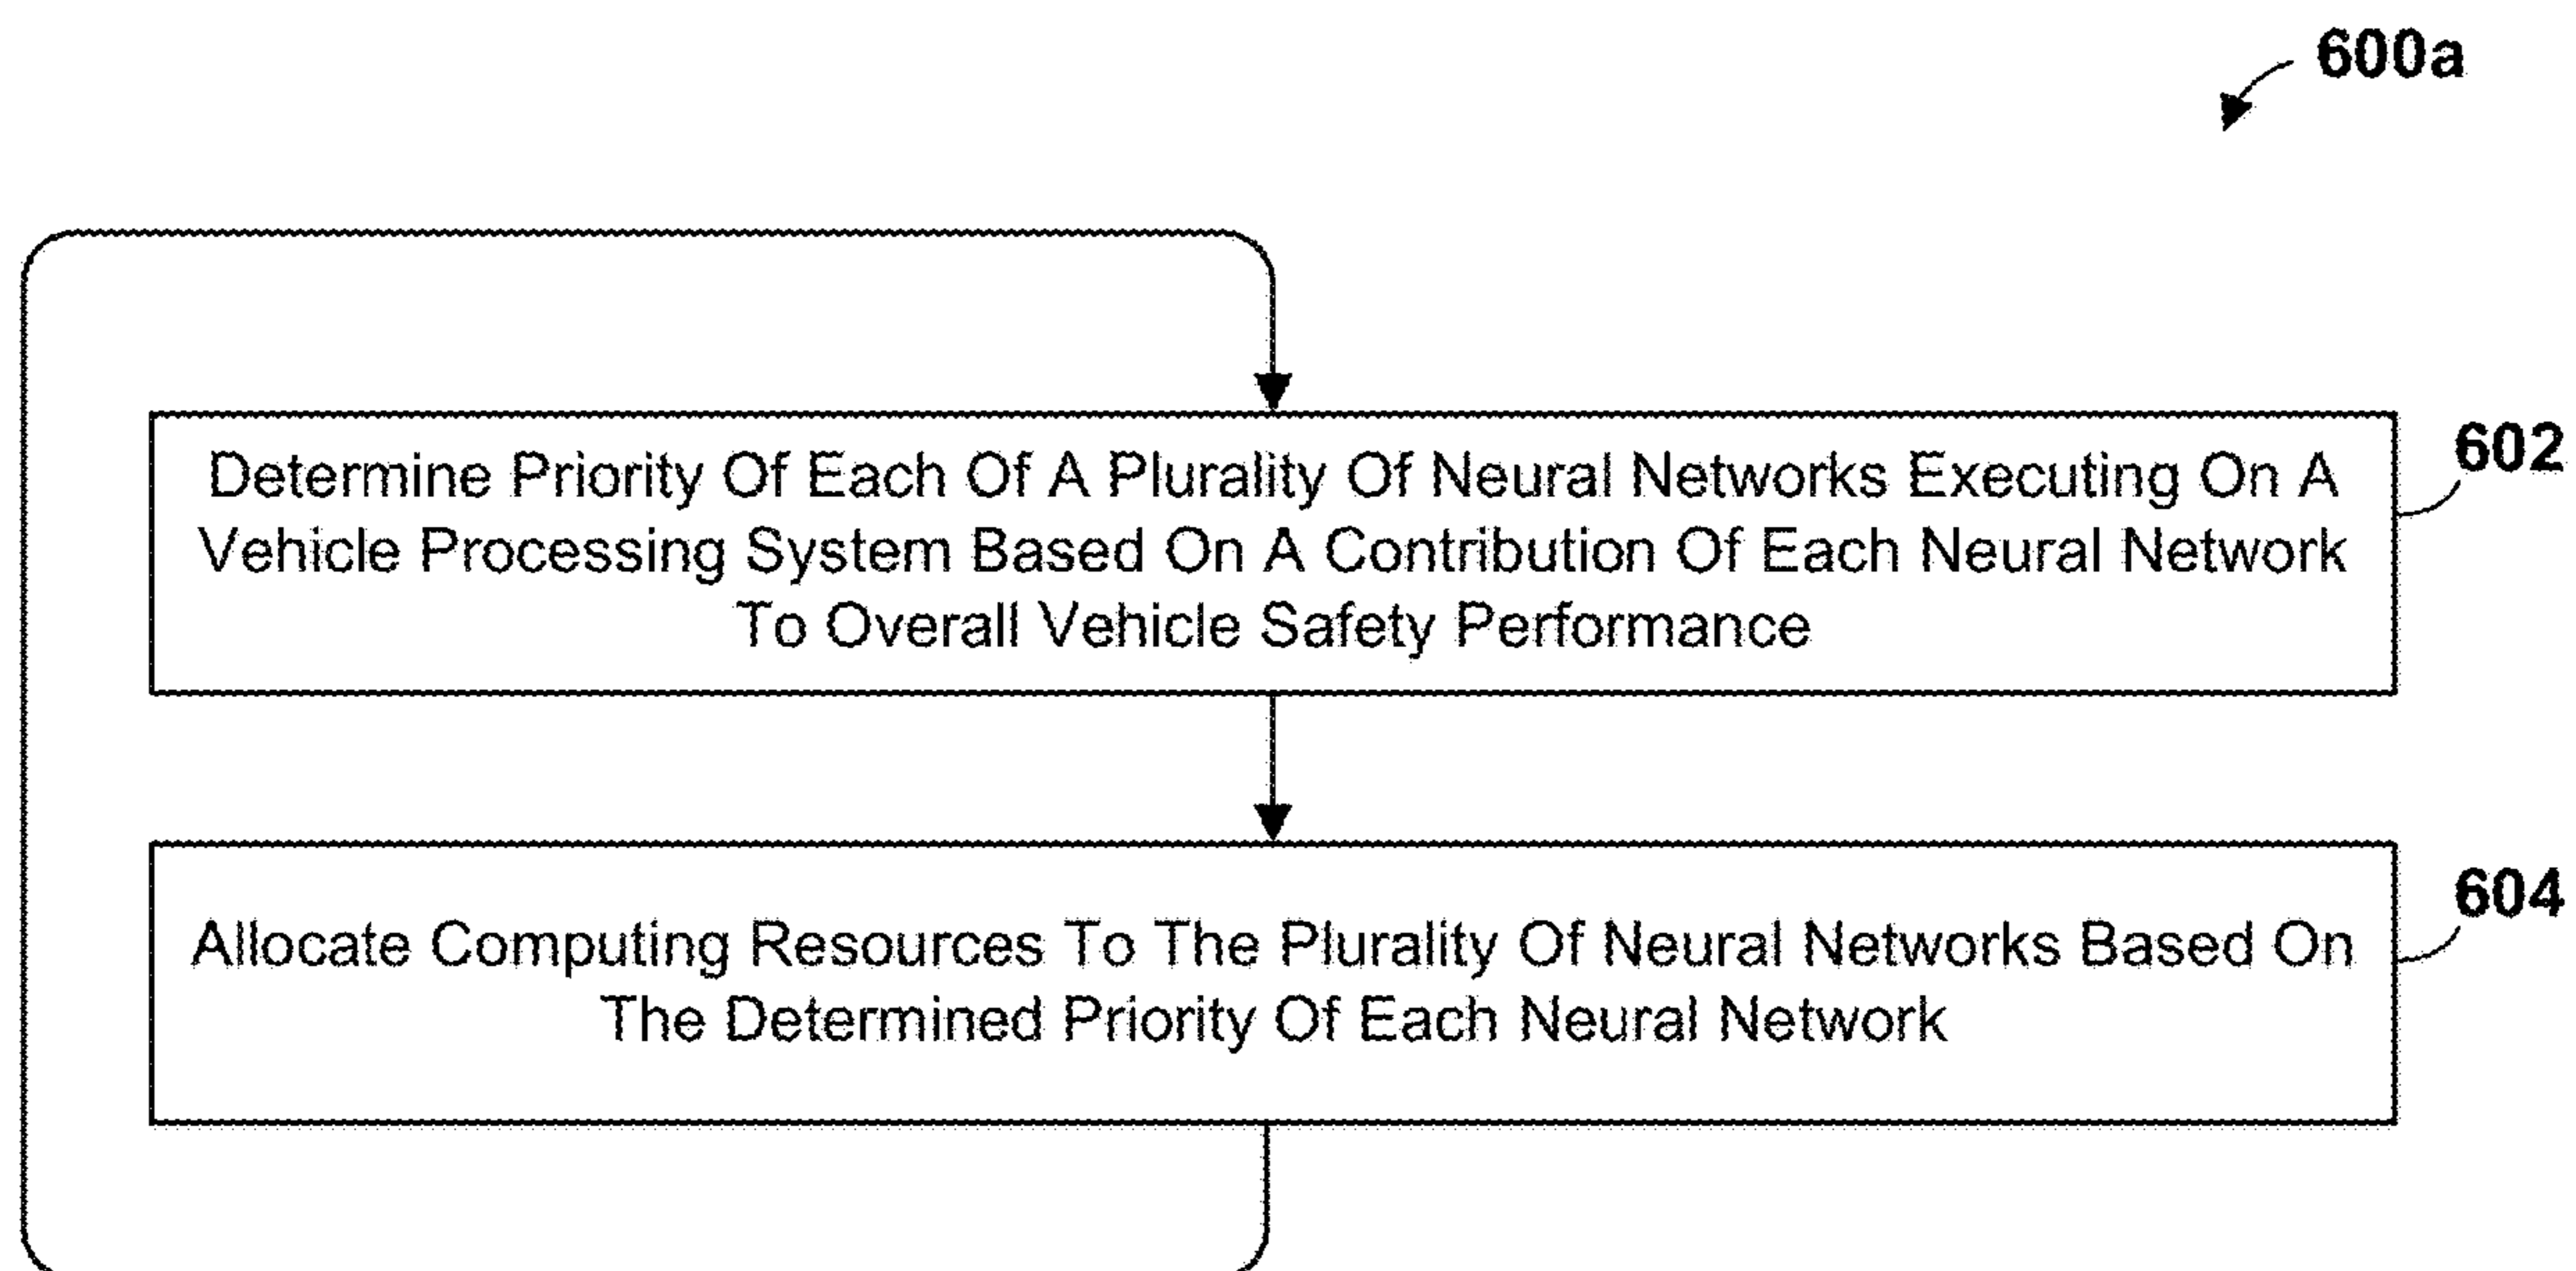 600a
Determine Priority Of Each Of A Plurality Of Neural Networks Executing On A
Vehicle Processing System Based On A Contribution Of Each Neural Network
To Overall Vehicle Safety Performance
602
Allocate Computing Resources To The Plurality Of Neural Networks Based On
The Determined Priority Of Each Neural Network
604